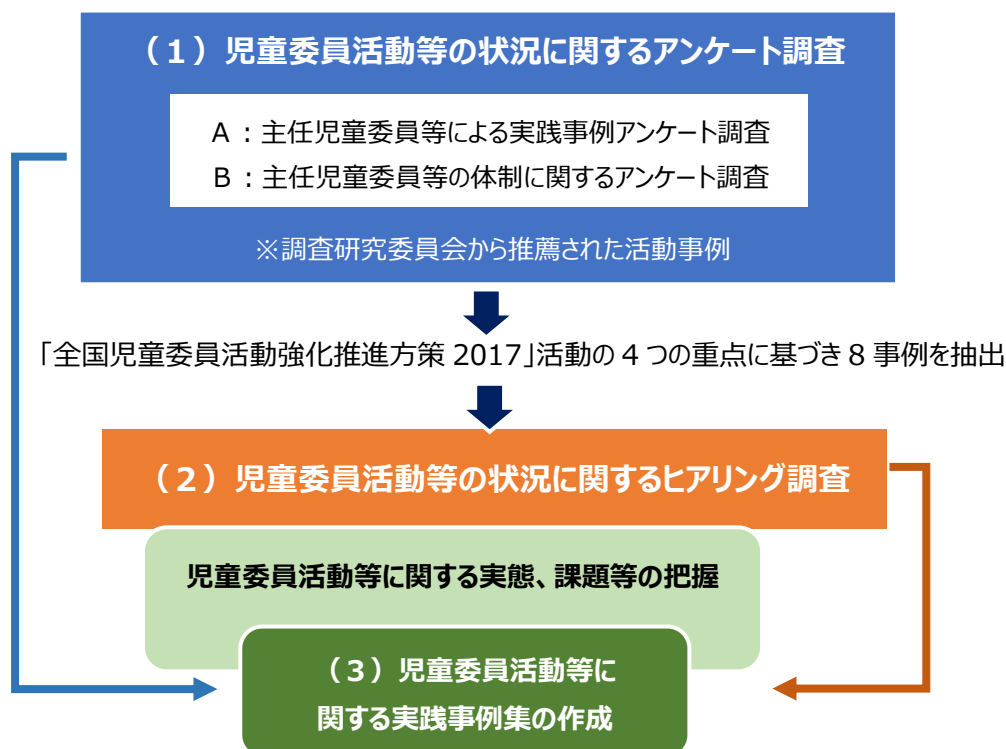 （１）児童委員活動等の状況に関するアンケート調査
Ａ：主任児童委員等による実践事例アンケート調査
Ｂ：主任児童委員等の体制に関するアンケート調査
※調査研究委員会から推薦された活動事例
「全国児童委員活動強化推進方策 2017」活動の 4 つの重点に基づき 8 事例を抽出
（２）児童委員活動等の状況に関するヒアリング調査
児童委員活動等に関する実態、課題等の把握
（３）児童委員活動等に
関する実践事例集の作成